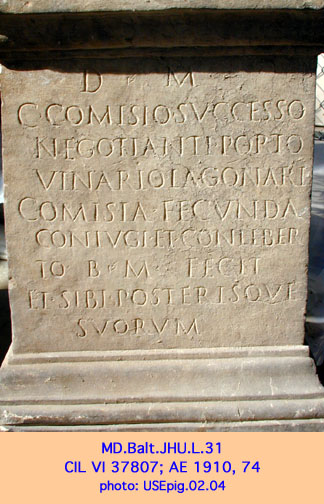 D M
C COMISIO SVCCESSO
NEGOTIANTI PORTO
VINARIO LAGONARI
COMISIA FECVNDA
CONIVGI ET CONLEBER
TO B M FECIT
ET SIBI POSTERISQVE
SVORVM
MD.Balt.JHU.L.31
CIL VI 37807; AE 1910, 74
photo: USEpig.02.04